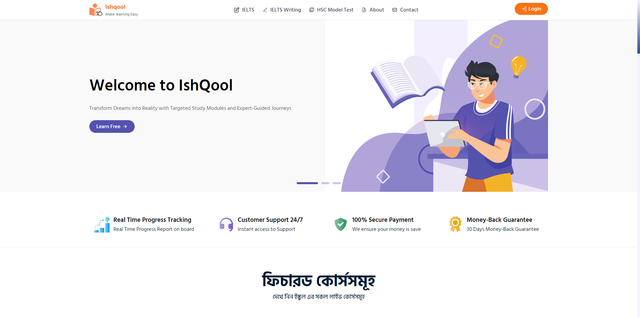 IshQool
Make learning Easy
IELTS
IELTS Writing
HSC Model Test
About
Contact
Login
Welcome to IshQool
Transform Dreams into Reality with Targeted Study Modules and Expert-Guided Journeys
Learn Free →
Real Time Progress Tracking
Real Time Progress Report on board
Customer Support 24/7
Instant access to Support
100% Secure Payment
We ensure your money is save
Money-Back Guarantee
30 Days Money-Back Guarantee
ফিচারড কোর্সসমূহ
দেখে নিন ইস্কুল এর সকল লাইভ কোর্সসমূহ